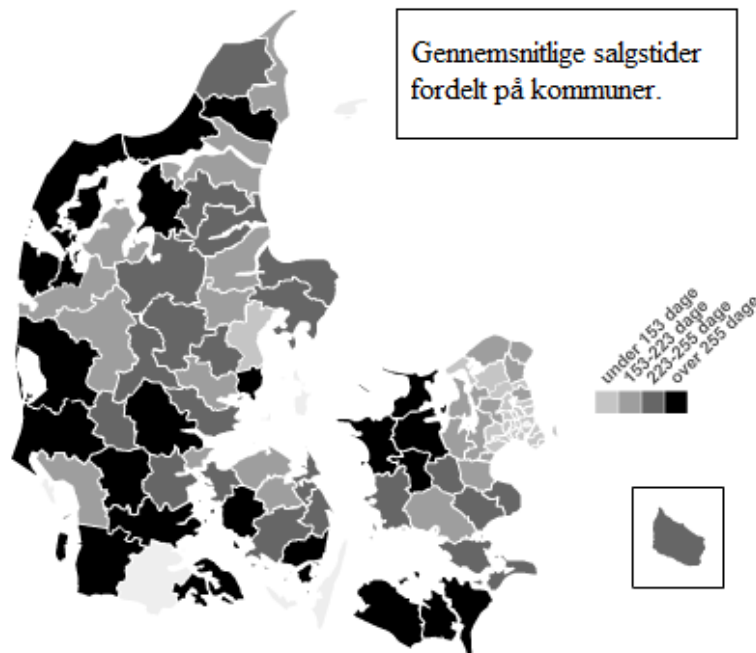 Gennemsnitlige salgstider
fordelt på kommuner.
under 153 dage
153-223 dage
223-255 dage
over 255 dage